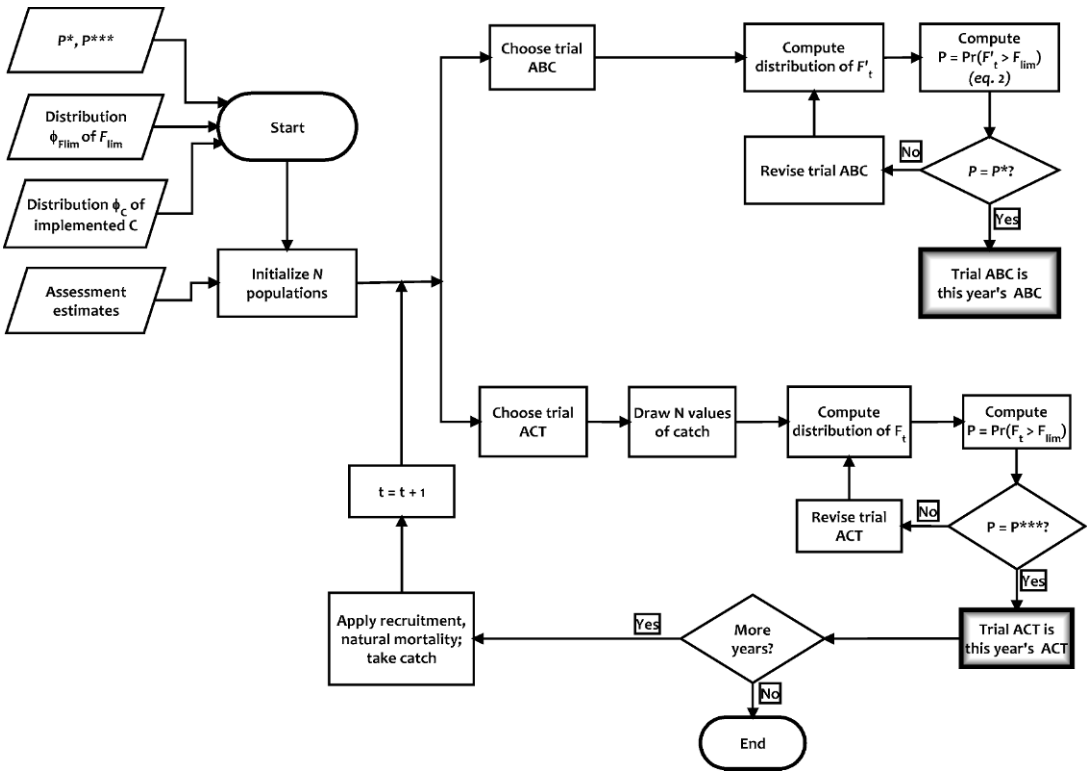 P*, P***
Distribution
ϕFlim of Flim
Distribution ϕC of
implemented C
Assessment
estimates
Start
Initialize N
populations
Choose trial
ABC
Compute
distribution of F't
Compute
P = Pr(F't > Flim)
(eq. 2)
Revise trial ABC
No
P = P*?
Yes
Trial ABC is
this year's ABC
Choose trial
ACT
Draw N values
of catch
Compute
distribution of Ft
Compute
P = Pr(Ft > Flim)
Revise trial
ACT
No
P = P***?
Yes
Trial ACT is
this year's ACT
More
years?
Yes
No
End
Apply recruitment,
natural mortality;
take catch
t = t + 1